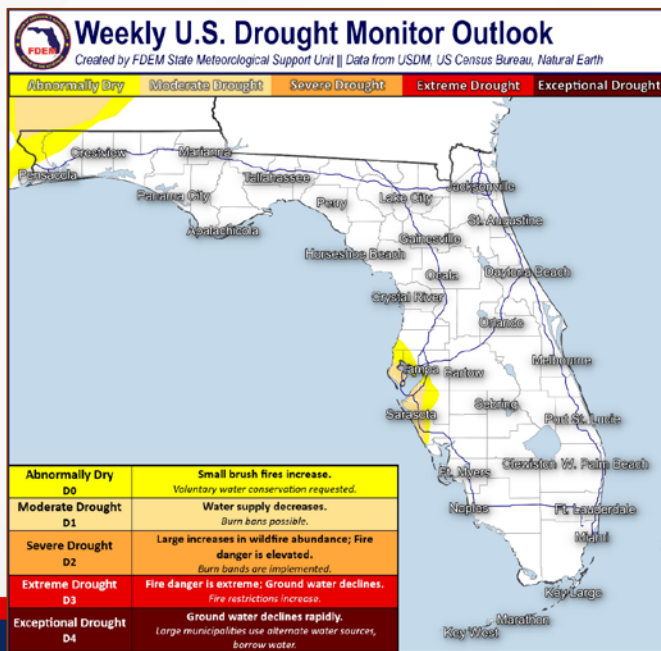 FDEM
Weekly U.S. Drought Monitor Outlook
Created by FDEM State Meteorological Support Unit || Data from USDM, US Census Bureau, Natural Earth
Abnormally Dry Moderate Drought Severe Drought Extreme Drought Exceptional Drought
Crestview
Marianna
Pensacola
Tallahassee
Jacksonville
Panama City
Lake City
Perry
St. Augustine
Apalachicola
Gainesville
Horseshoe Beach
Ocala
Daytona Beach
Crystal River
Orlando
Melbourne
Tampa
Bartow
Sebring
Sarasota
Port St. Lucie
Ft. Myers
Clewiston
W. Palm Beach
Naples
Ft. Lauderdale
Miami
Key Largo
Marathon
Key West
Abnormally Dry
D0
Small brush fires increase.
Voluntary water conservation requested.
Moderate Drought
D1
Water supply decreases.
Burn bans possible.
Severe Drought
D2
Large increases in wildfire abundance; Fire
danger is elevated.
Burn bands are implemented.
Extreme Drought
D3
Fire danger is extreme; Ground water declines.
Fire restrictions increase.
Exceptional Drought
D4
Ground water declines rapidly.
Large municipalities use alternate water sources,
borrow water.